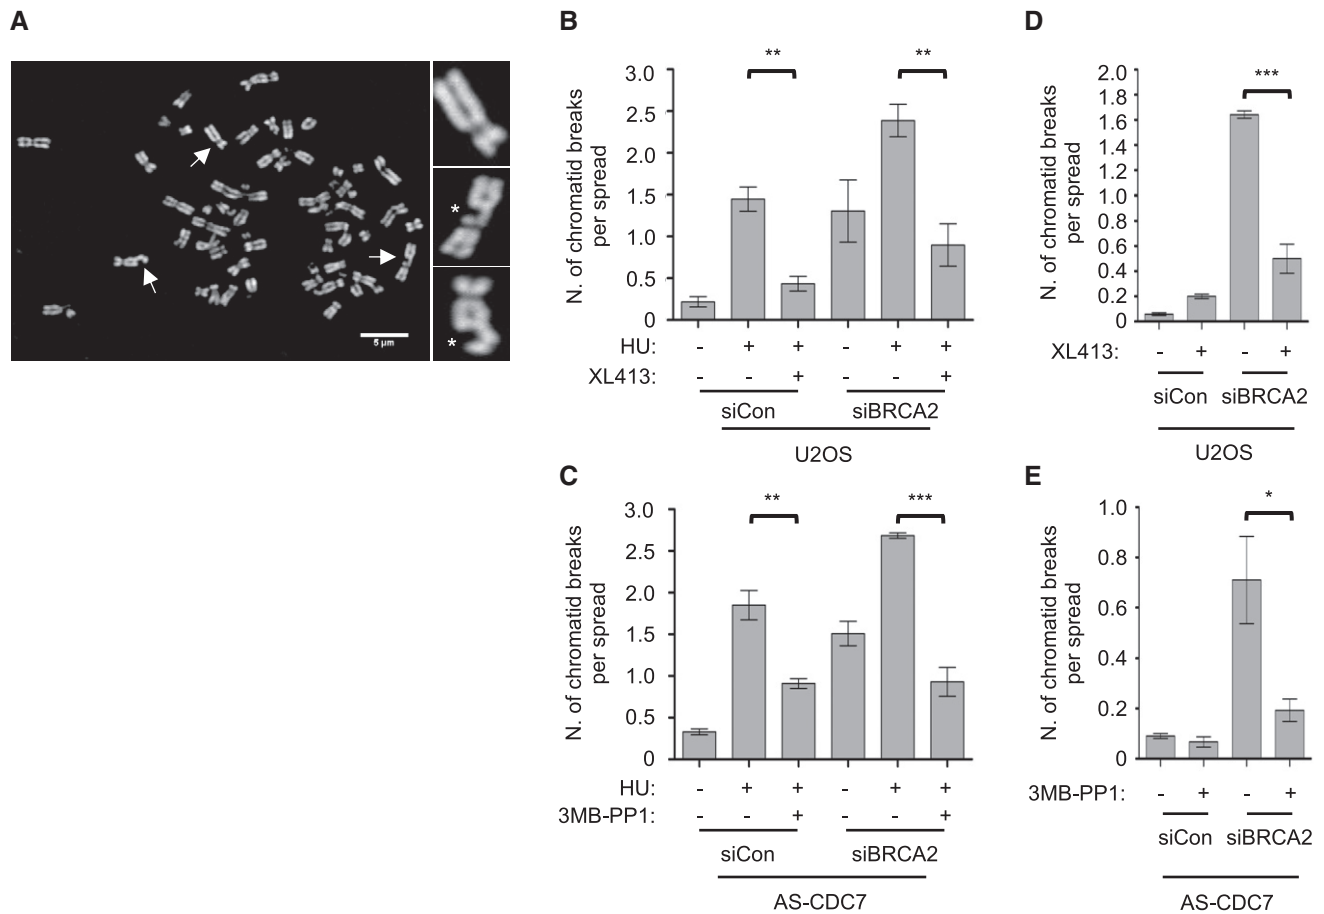 A
*
*
5 µm
B
N. of chromatid breaks
per spread
3.0
2.5
2.0
1.5
1.0
0.5
0
** **
HU: - + + - + +
XL413: - - + - - +
siCon siBRCA2
U2OS
D
N. of chromatid breaks
per spread
2.0
1.8
1.6
1.4
1.2
1.0
0.8
0.6
0.4
0.2
0
***
XL413: - + - +
siCon siBRCA2
U2OS
C
N. of chromatid breaks
per spread
3.0
2.5
2.0
1.5
1.0
0.5
0
** ***
HU: - + + - + +
3MB-PP1: - - + - - +
siCon siBRCA2
AS-CDC7
E
N. of chromatid breaks
per spread
1.0
0.8
0.6
0.4
0.2
0
*
3MB-PP1: - + - +
siCon siBRCA2
AS-CDC7